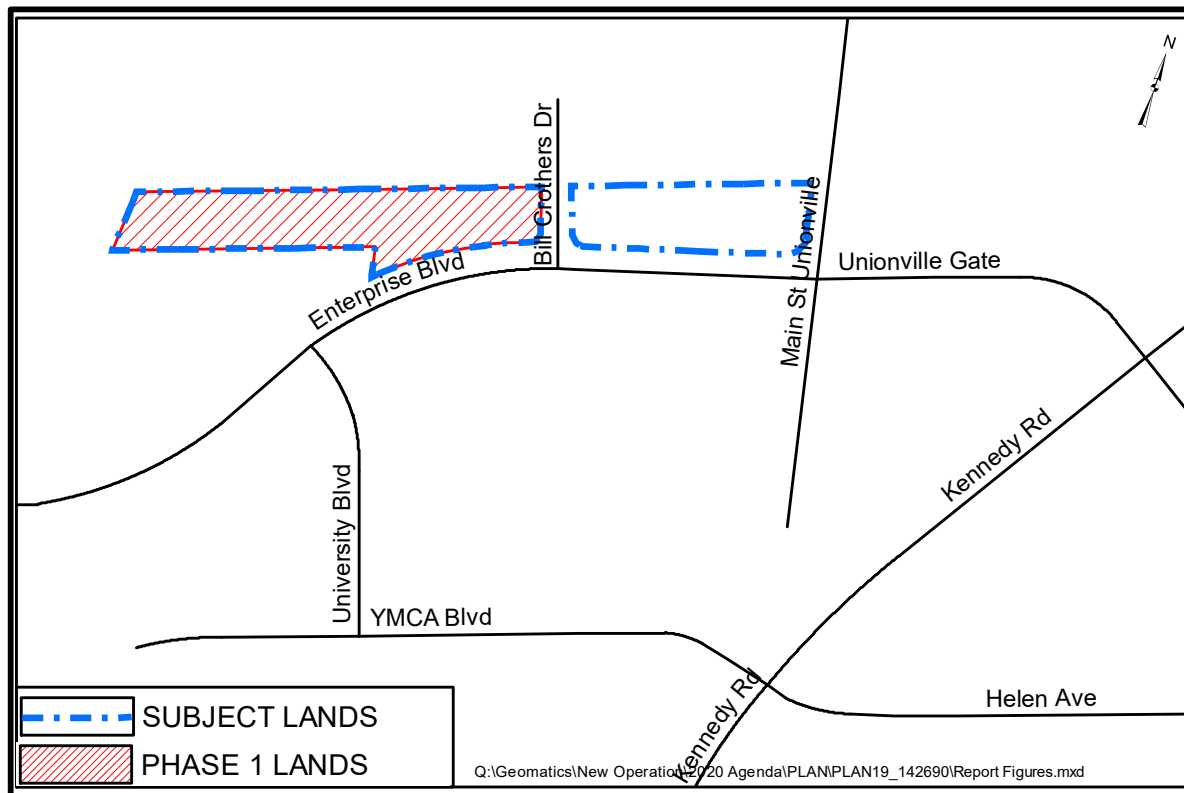 N
Bill Crothers Dr
Main St Unionville
Unionville Gate
Enterprise Blvd
Kennedy Rd
University Blvd
YMCA Blvd
Kennedy Rd
Helen Ave
SUBJECT LANDS
PHASE 1 LANDS
Q:\Geomatics\New Operation\2020 Agenda\PLAN\PLAN19_142690\Report Figures.mxd